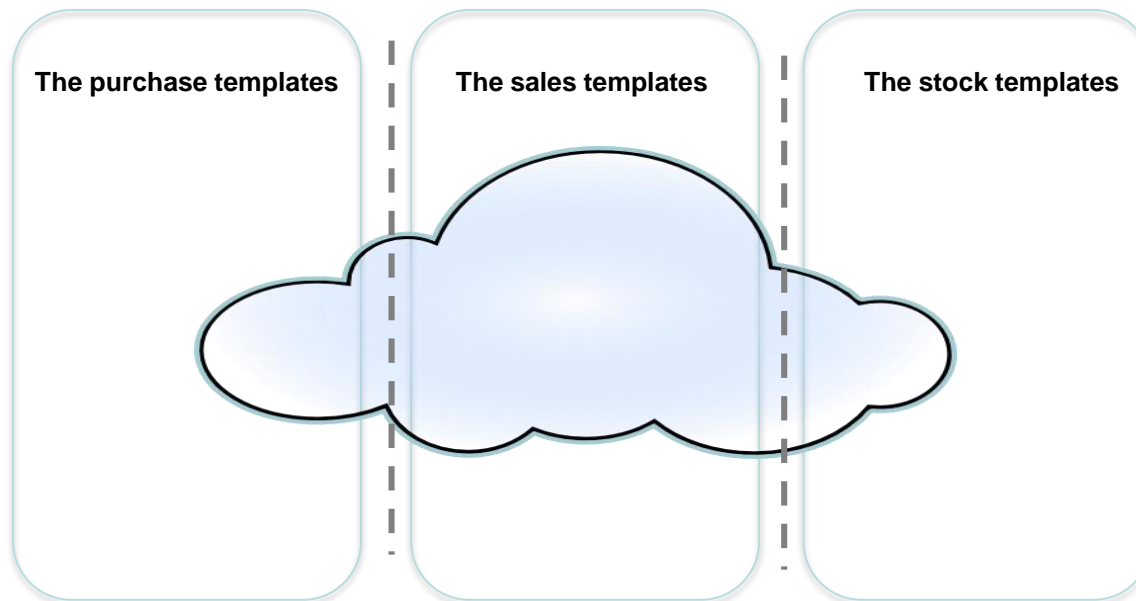 The purchase templates
The sales templates
The stock templates